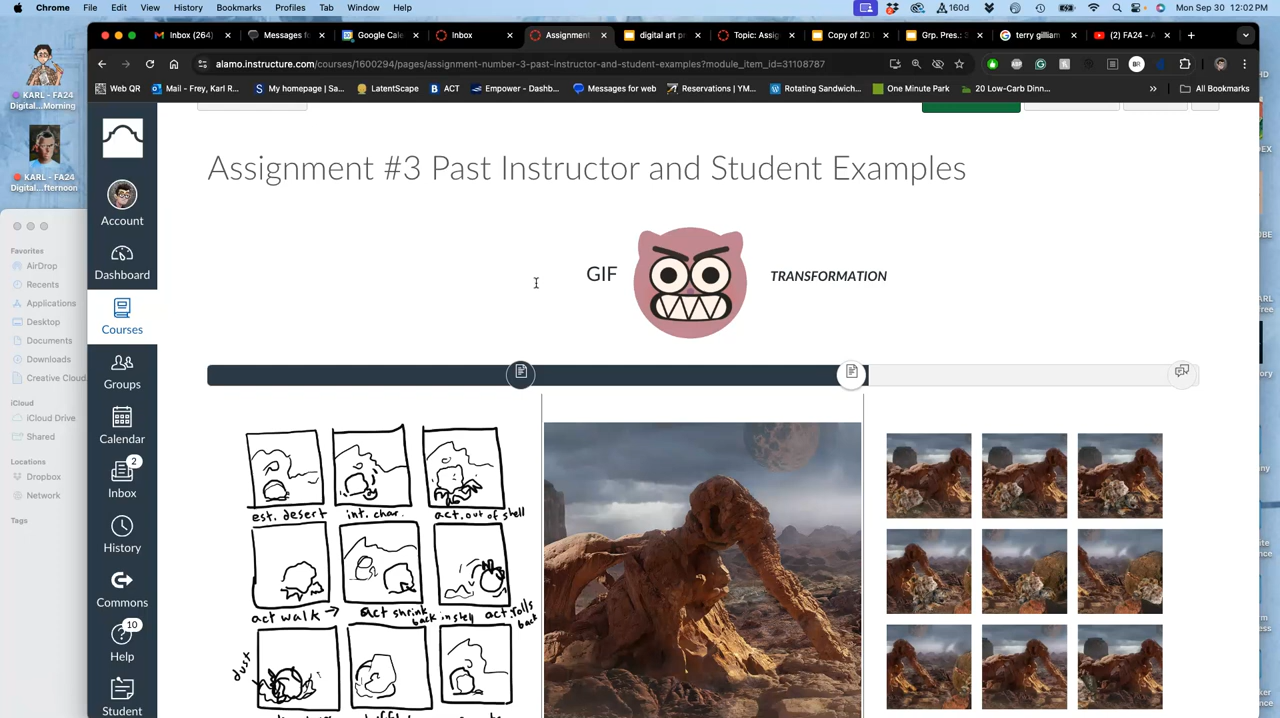 Chrome File Edit View History Bookmarks Profiles Tab Window Help
160d
Mon Sep 30 12:02PM
Inbox (264)
Messages f
Google Cale
Inbox
Assignment
digital art pr
Topic: Assig
Copy of 2D
Grp. Pres.: 3
terry gilliam
(2) FA24 - A
alamo.instructure.com/courses/1600294/pages/assignment-number-3-past-instructor-and-student-examples?module_item_id=31108787
Web QR
Mail - Frey, Karl R...
My homepage | Sa...
LatentScape
ACT
Empower - Dashb...
Messages for web
Reservations | YM...
Rotating Sandwich...
One Minute Park
20 Low-Carb Dinn...
All Bookmarks
KARL - FA24
Digital...Morning
KARL - FA24
Digital...fternoon
Favorites
AirDrop
Recents
Applications
Desktop
Documents
Downloads
Creative Cloud
iCloud
iCloud Drive
Shared
Locations
Dropbox
Network
Tags
Account
Dashboard
Courses
Groups
Calendar
2
Inbox
History
Commons
10
Help
Student
Assignment #3 Past Instructor and Student Examples
GIF
TRANSFORMATION
est. desert
int. char.
act. out of shell
act walk →
act shrink
back in shell
act. rolls
back
dust